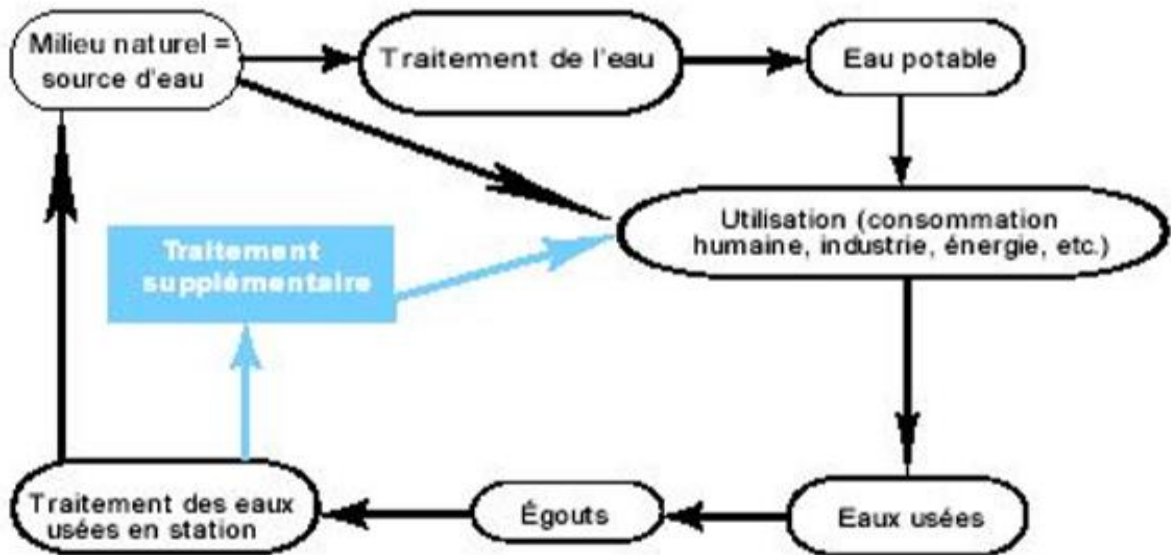 Milieu naturel =
source d'eau
Traitement de l'eau
Eau potable
Utilisation (consommation
humaine, industrie, énergie, etc.)
Traitement
supplémentaire
Traitement des eaux
usées en station
Égouts
Eaux usées